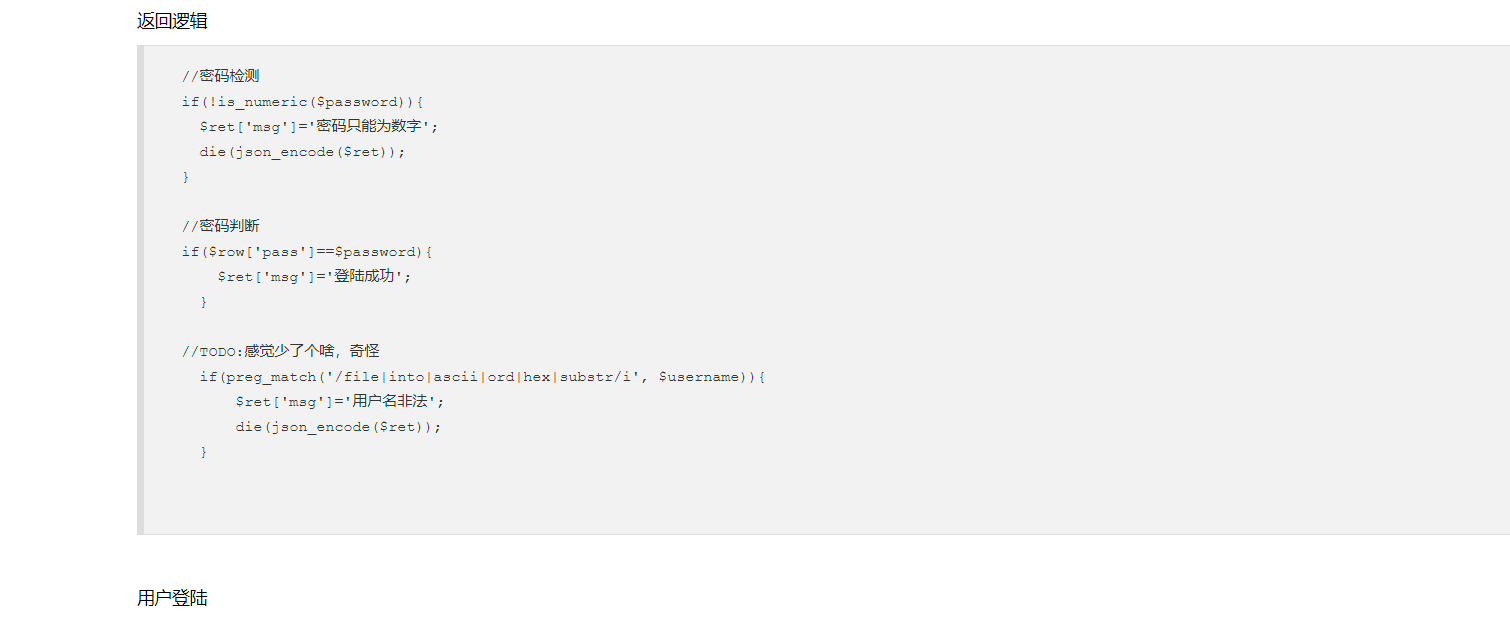 返回逻辑
//密码检测
if(!is_numeric($password)){
$ret['msg']='密码只能为数字';
die(json_encode($ret));
}
//密码判断
if($row['pass']==$password){
$ret['msg']='登陆成功';
}
//TODO:感觉少了个啥，奇怪
if(preg_match('/file|into|ascii|ord|hex|substr/i', $username)){
$ret['msg']='用户名非法';
die(json_encode($ret));
}
用户登陆